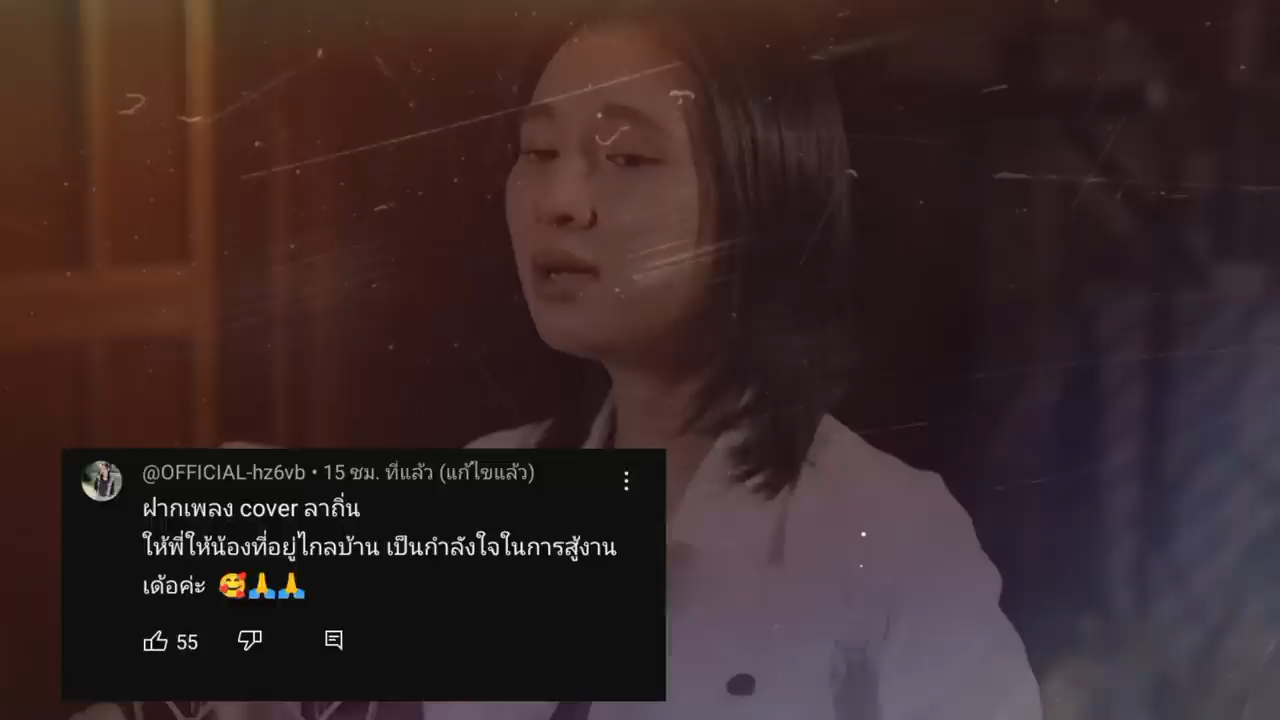 @OFFICIAL-hz6vb • 15 ชม. ที่แล้ว (แก้ไขแล้ว)
ฝากเพลง cover ลาถิ่น
ให้พี่ให้น้องที่อยู่ไกลบ้าน เป็นกำลังใจในการสู้งาน
เด้อค่ะ 🥰🙏🙏
55